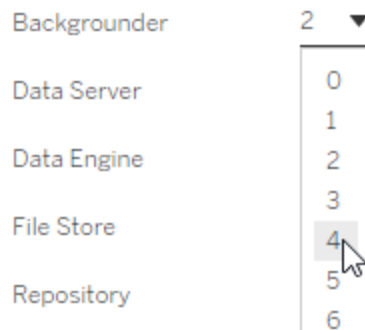 Backgrounder 2
0
Data Server
1
Data Engine 2
3
File Store
4
5
Repository
6